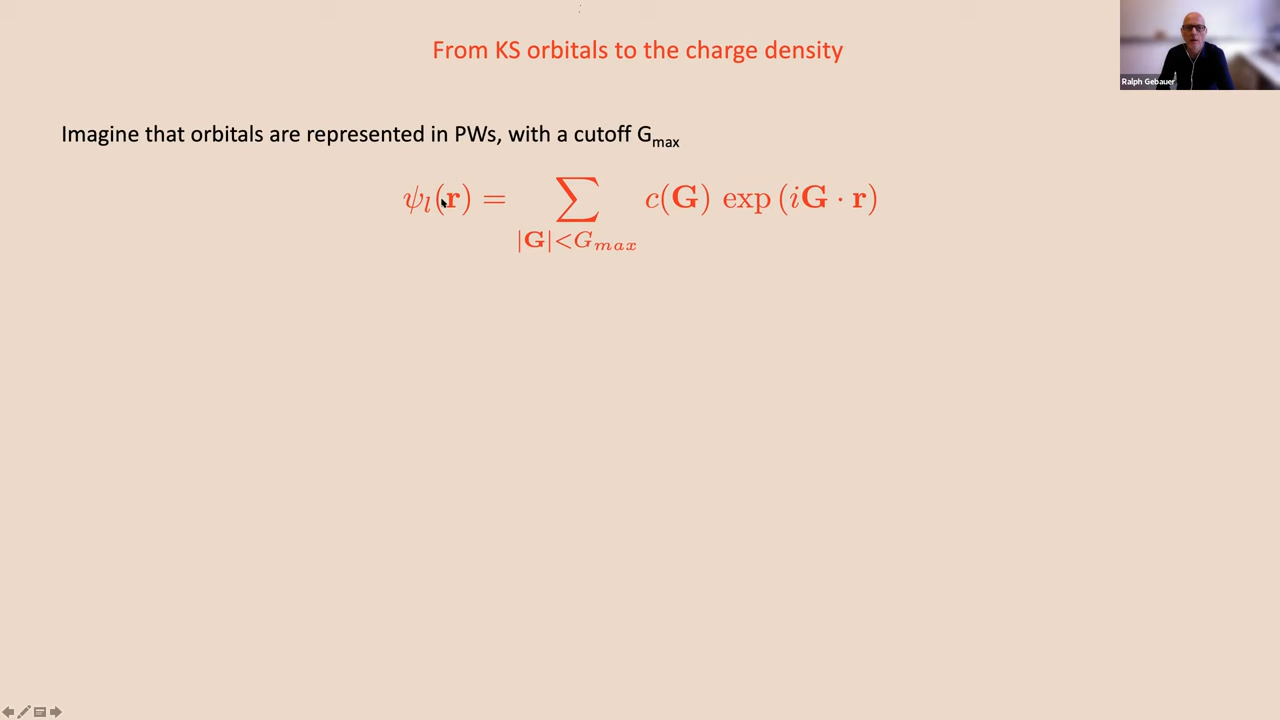 From KS orbitals to the charge density
Ralph Gebauer
Imagine that orbitals are represented in PWs, with a cutoff G_max
ψ_l(𝐫) = ∑_{|𝐆|<G_max} c(𝐆) exp (i𝐆 · 𝐫)